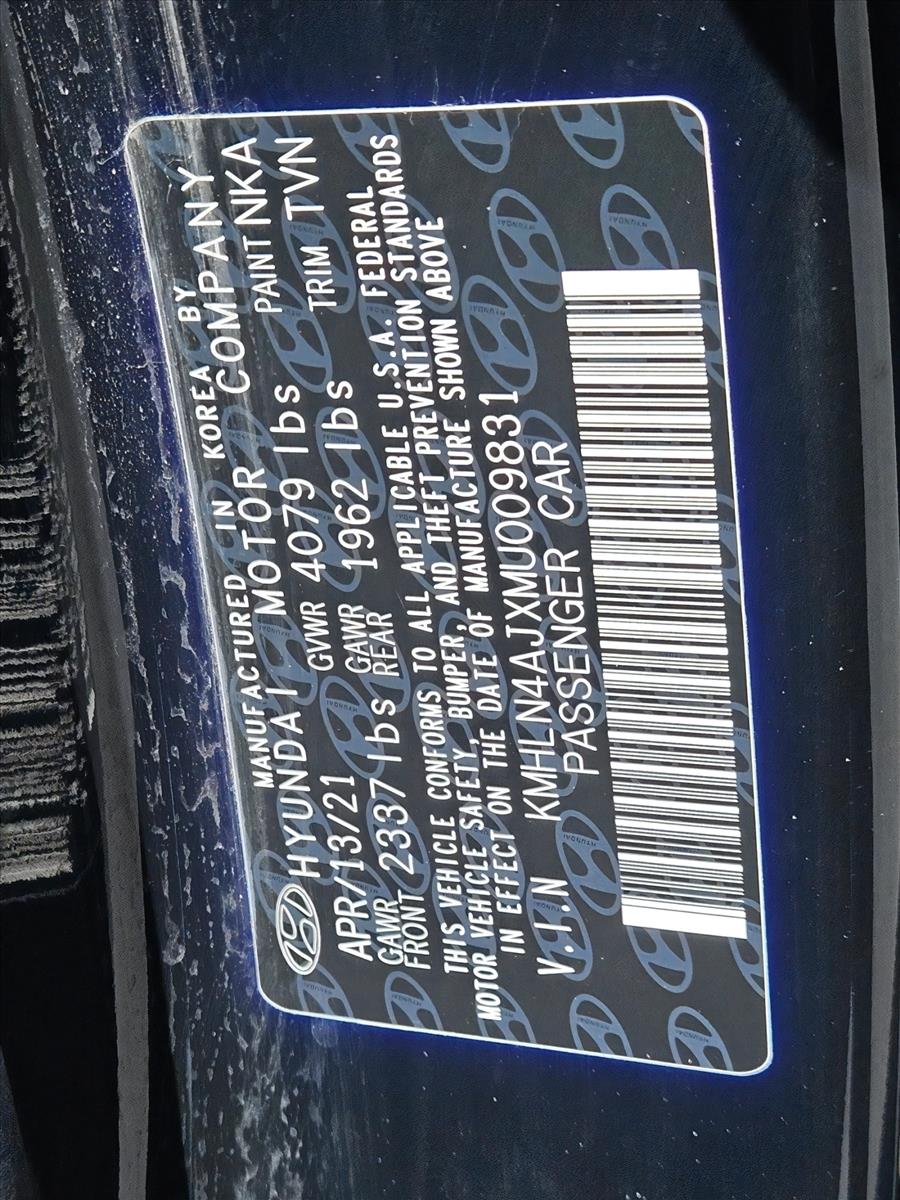 MANUFACTURED IN KOREA BY
HYUNDAI MOTOR COMPANY
APR/13/21 GVWR 4079 lbs PAINT NKA
GAWR FRONT 2337 lbs GAWR REAR 1962 lbs TRIM TVN
THIS VEHICLE CONFORMS TO ALL APPLICABLE U.S.A. FEDERAL
MOTOR VEHICLE SAFETY, BUMPER, AND THEFT PREVENTION STANDARDS
IN EFFECT ON THE DATE OF MANUFACTURE SHOWN ABOVE
V.I.N KMHLN4AJXMU009831
PASSENGER CAR